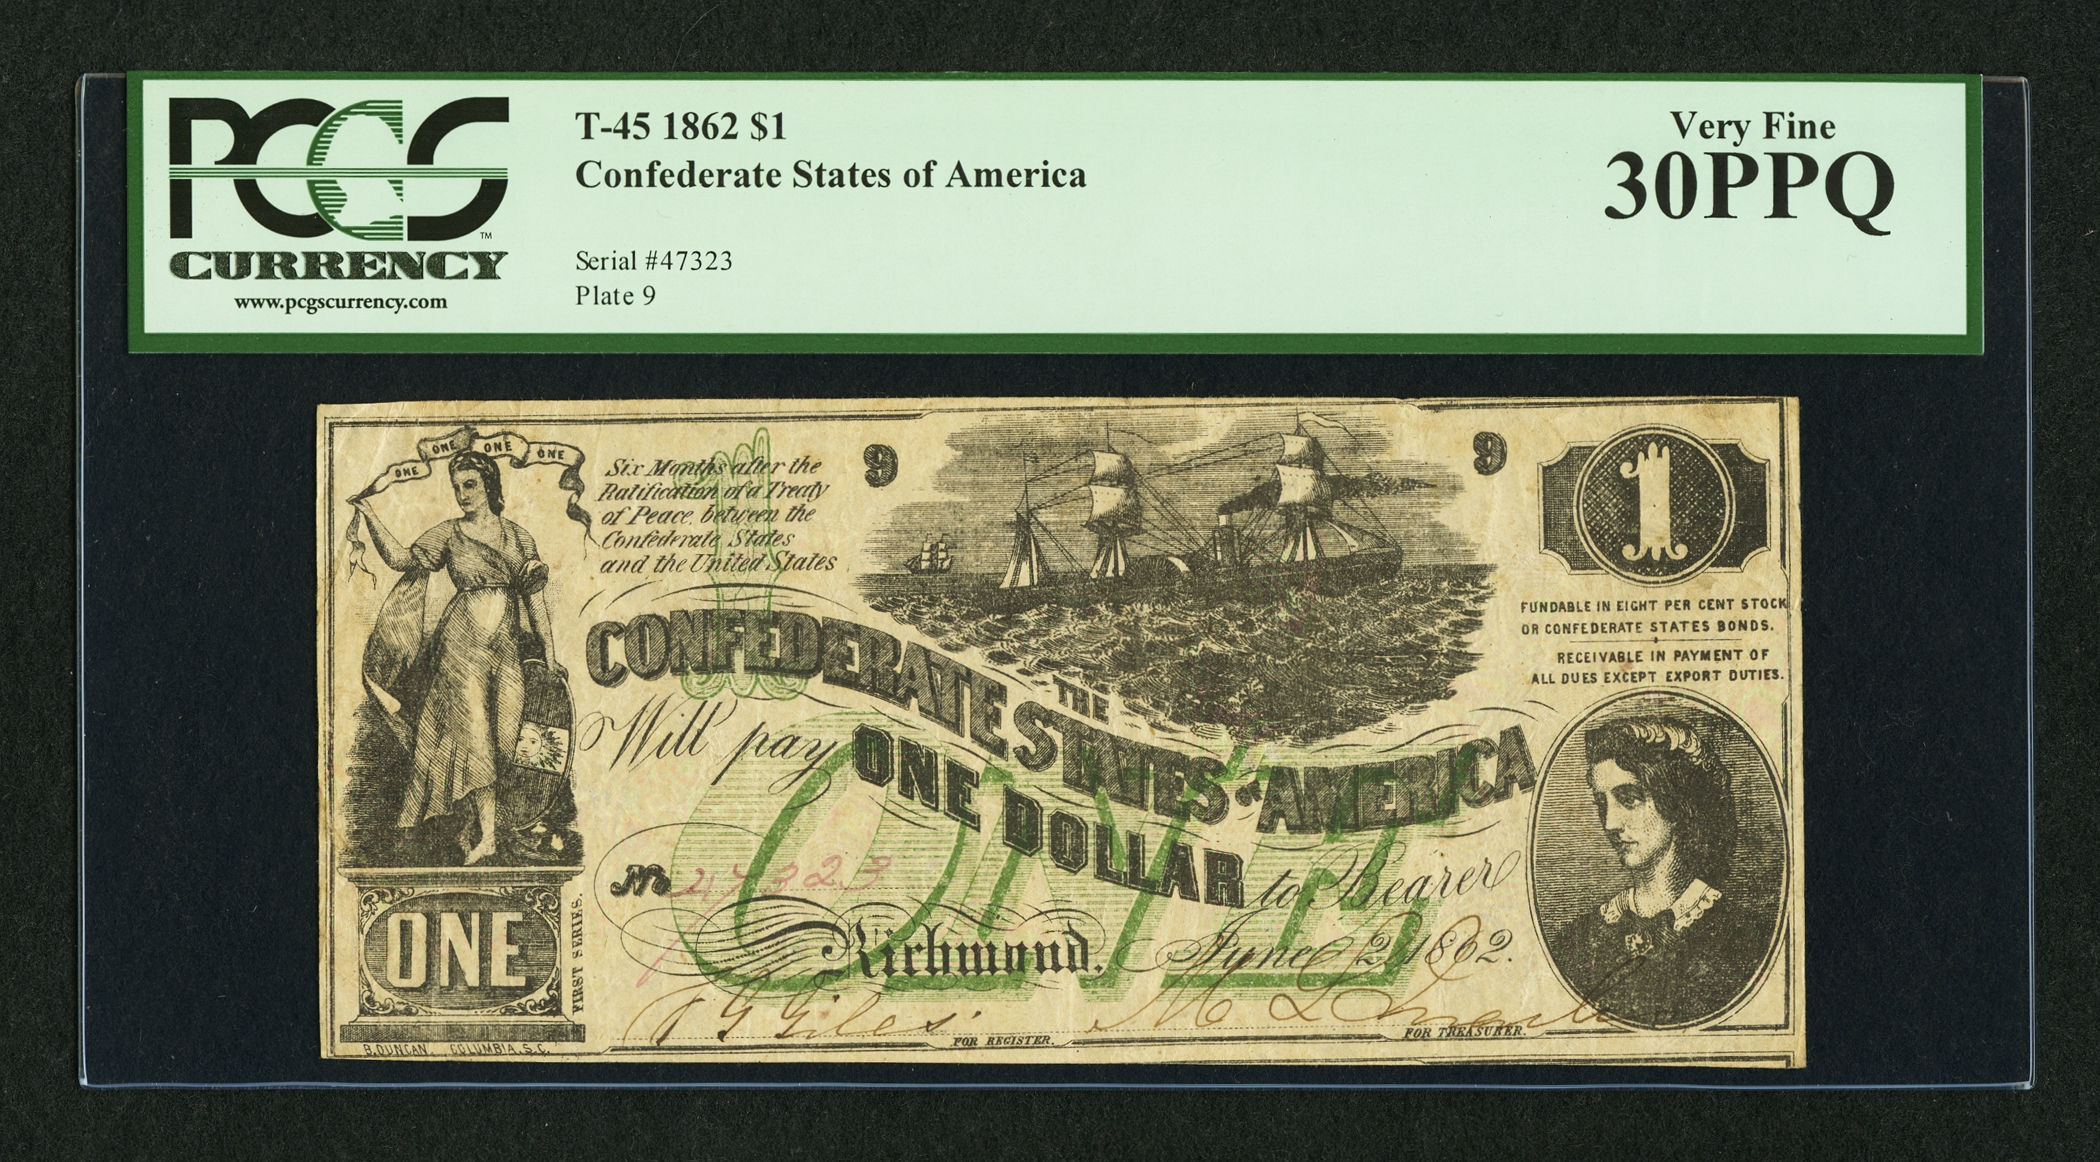 PCGS
™
CURRENCY
www.pcgscurrency.com
T-45 1862 $1
Confederate States of America
Serial #47323
Plate 9
Very Fine
30PPQ
ONE ONE ONE ONE
Six Months after the
Ratification of a Treaty
of Peace, between the
Confederate States
and the United States
9
9
1
FUNDABLE IN EIGHT PER CENT STOCK
OR CONFEDERATE STATES BONDS.
RECEIVABLE IN PAYMENT OF
ALL DUES EXCEPT EXPORT DUTIES.
1
THE
CONFEDERATE STATES OF AMERICA
Will pay ONE DOLLAR to Bearer
ONE
No 47323
Richmond, June 2, 1862.
ONE
FIRST SERIES.
Giles.
FOR REGISTER.
FOR TREASURER.
B. DUNCAN. COLUMBIA, S.C.